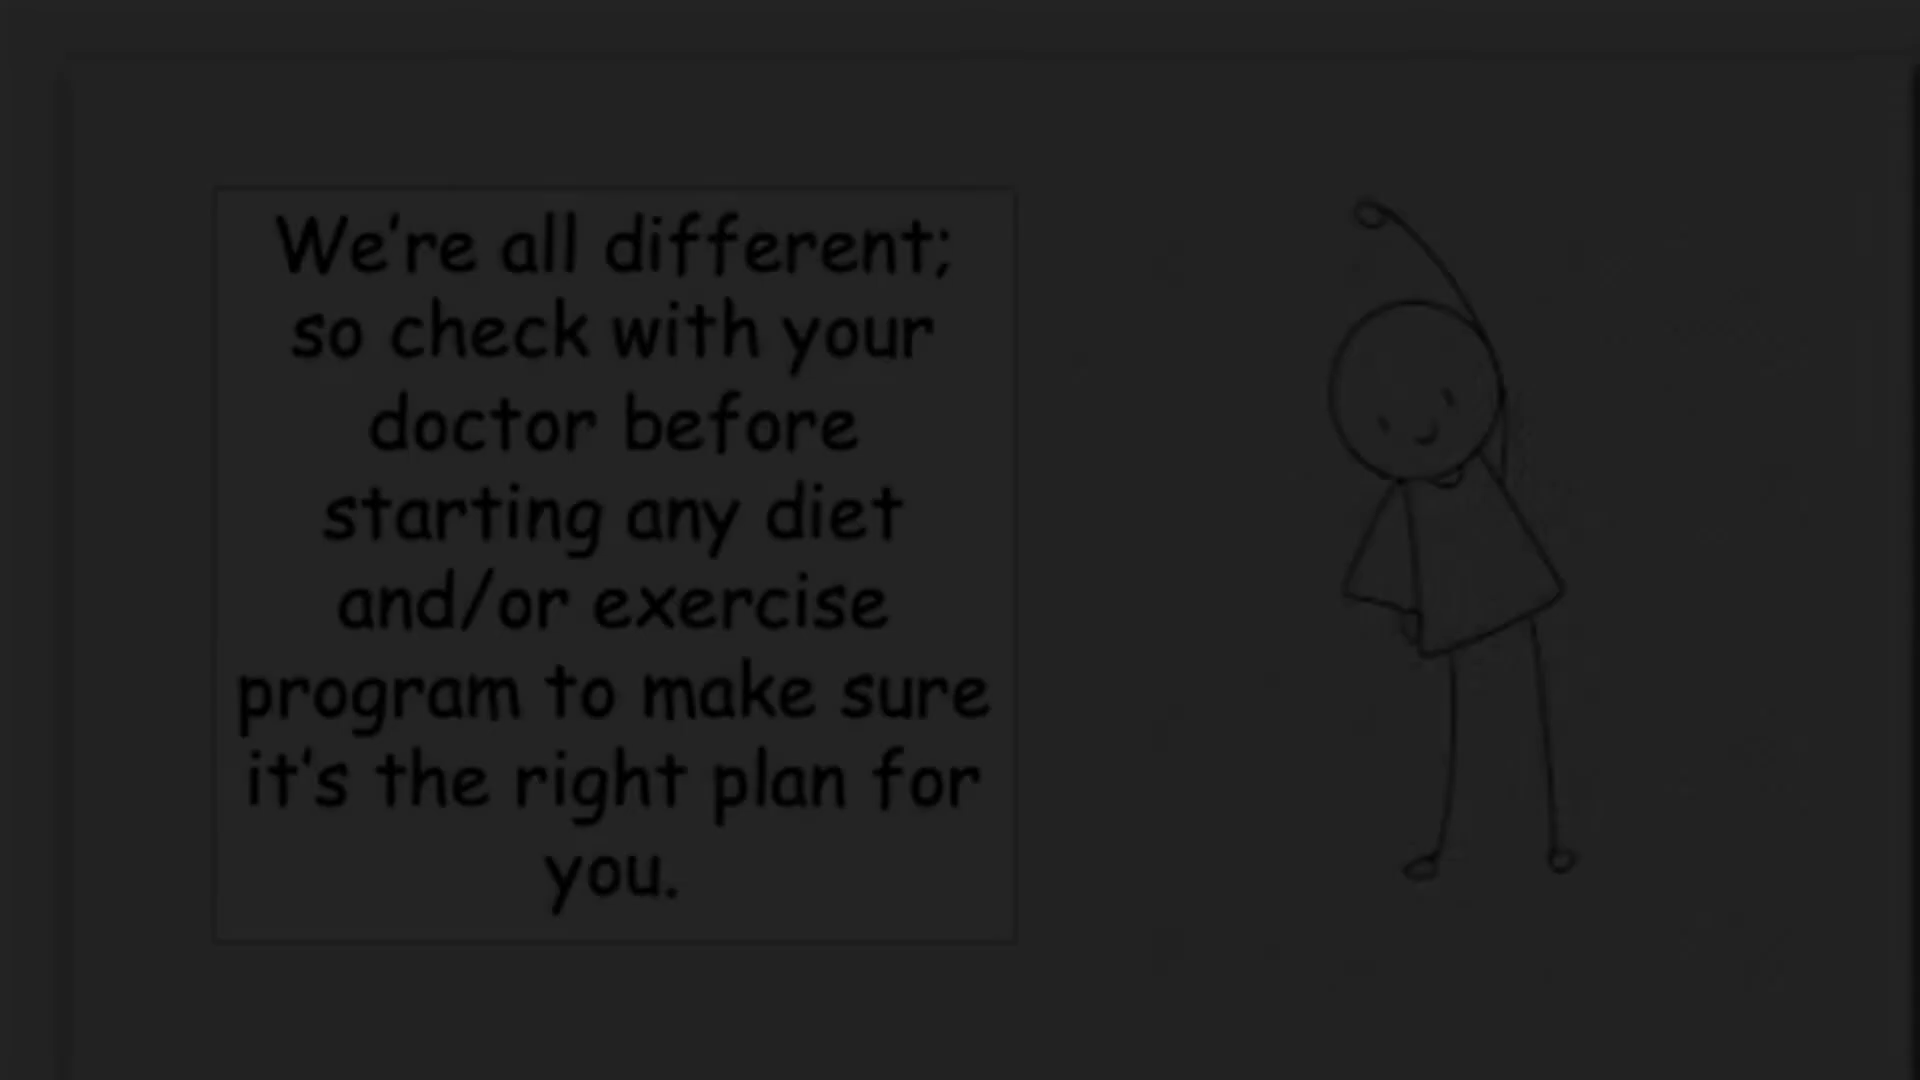 We're all different;
so check with your
doctor before
starting any diet
and/or exercise
program to make sure
it's the right plan for
you.